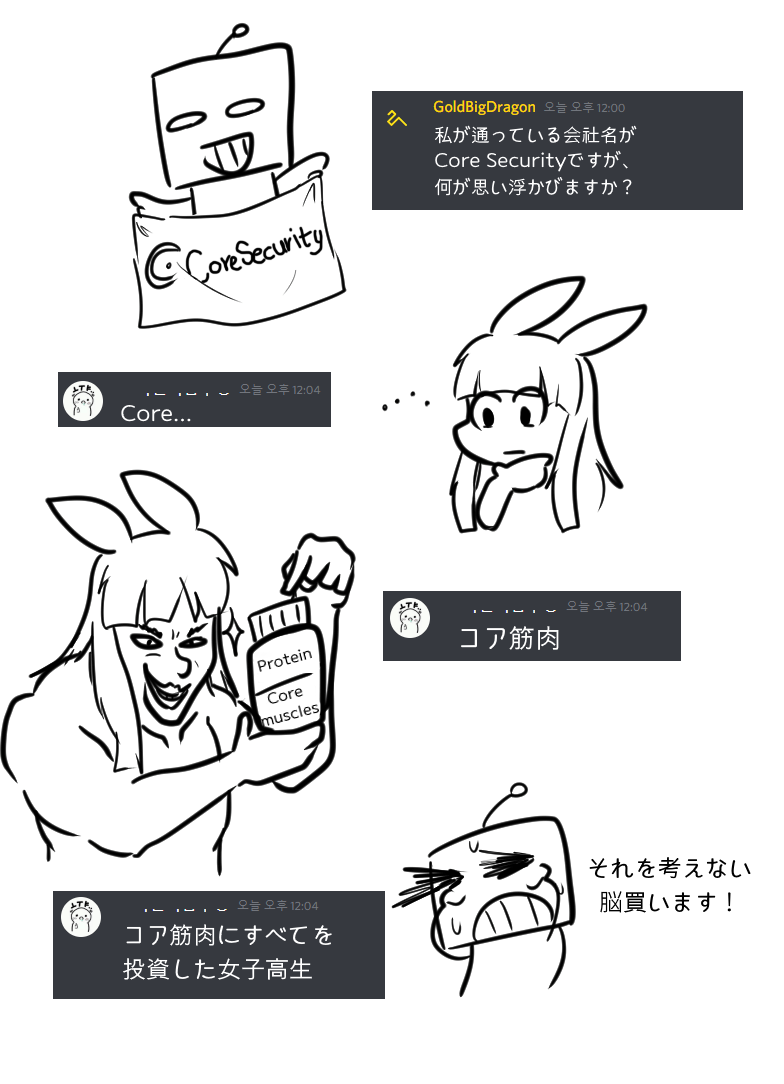 CoreSecurity
GoldBigDragon 오늘 오후 12:00
私が通っている会社名が
Core Securityですが、
何が思い浮かびますか？
LTF
오늘 오후 12:04
Core...
Protein
Core
muscles
LTF
오늘 오후 12:04
コア筋肉
LTF
오늘 오후 12:04
コア筋肉にすべてを
投資した女子高生
それを考えない
脳買います！